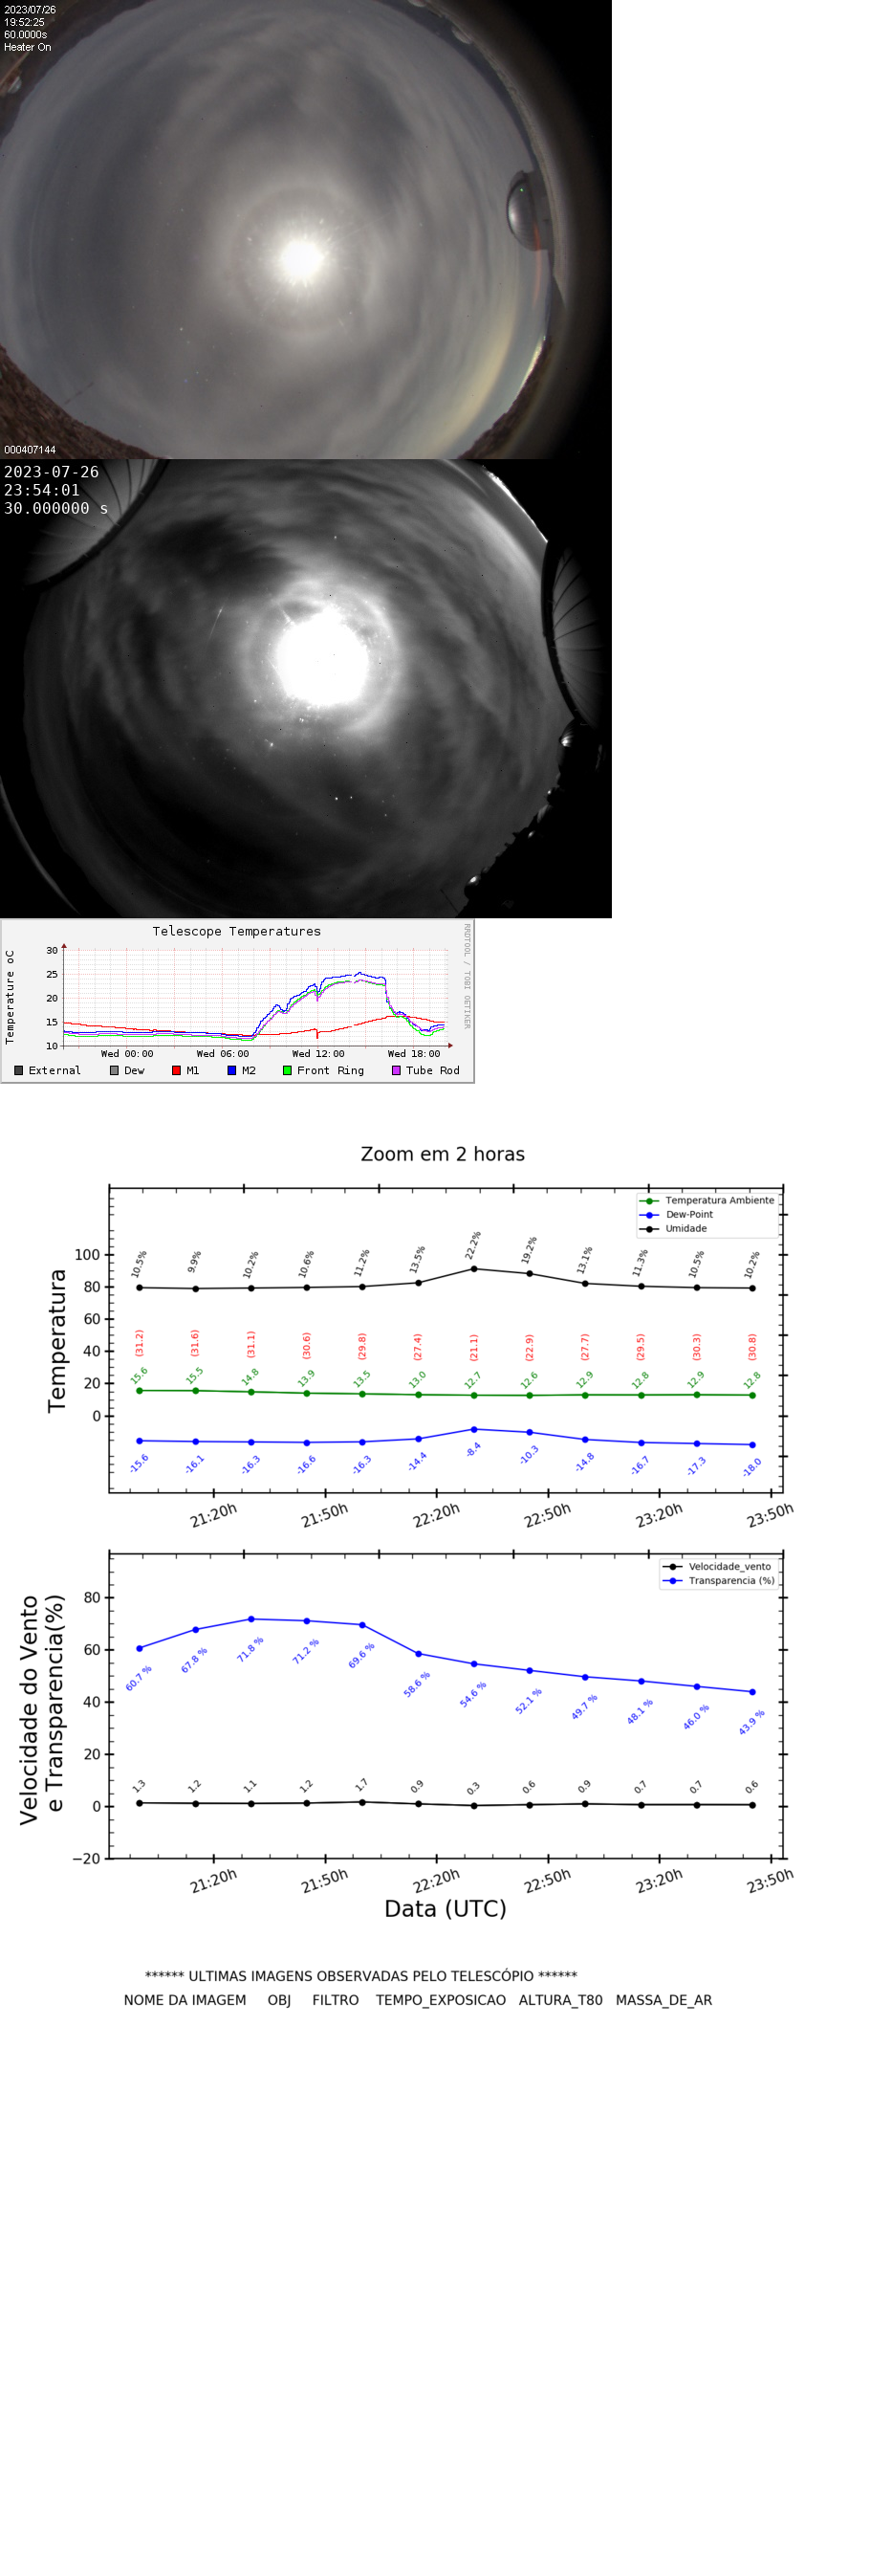 2023/07/26
19:52:25
60.0000s
Heater On
000407144
2023-07-26
23:54:01
30.000000 s
Telescope Temperatures
RRDTOOL / TOBI OETIKER
Temperature oC
30
25
20
15
10
Wed 00:00 Wed 06:00 Wed 12:00 Wed 18:00
External Dew M1 M2 Front Ring Tube Rod
Zoom em 2 horas
Temperatura Ambiente
Dew-Point
Umidade
Temperatura
100
80
60
40
20
0
10.5% 9.9% 10.2% 10.6% 11.2% 13.5% 22.2% 19.2% 13.1% 11.3% 10.5% 10.2%
(31.2) (31.6) (31.1) (30.6) (29.8) (27.4) (21.1) (22.9) (27.7) (29.5) (30.3) (30.8)
15.6 15.5 14.8 13.9 13.5 13.0 12.7 12.6 12.9 12.8 12.9 12.8
-15.6 -16.1 -16.3 -16.6 -16.3 -14.4 -8.4 -10.3 -14.8 -16.7 -17.3 -18.0
21:20h 21:50h 22:20h 22:50h 23:20h 23:50h
Velocidade_vento
Transparencia (%)
Velocidade do Vento
e Transparencia(%)
80
60
40
20
0
−20
60.7 % 67.8 % 71.8 % 71.2 % 69.6 % 58.6 % 54.6 % 52.1 % 49.7 % 48.1 % 46.0 % 43.9 %
1.3 1.2 1.1 1.2 1.7 0.9 0.3 0.6 0.9 0.7 0.7 0.6
21:20h 21:50h 22:20h 22:50h 23:20h 23:50h
Data (UTC)
****** ULTIMAS IMAGENS OBSERVADAS PELO TELESCÓPIO ******
NOME DA IMAGEM OBJ FILTRO TEMPO_EXPOSICAO ALTURA_T80 MASSA_DE_AR